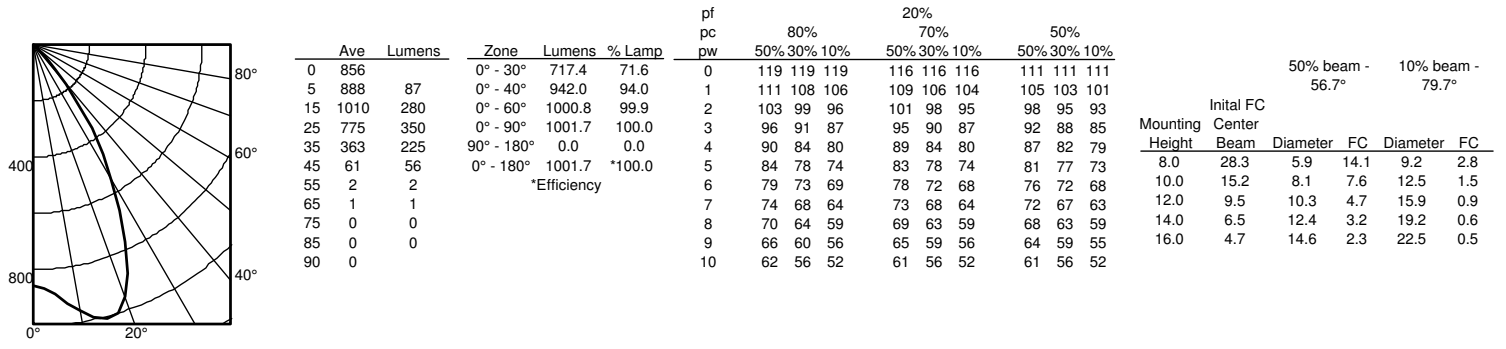 400
800
0°
20°
40°
60°
80°
Ave Lumens
0 856
5 888 87
15 1010 280
25 775 350
35 363 225
45 61 56
55 2 2
65 1 1
75 0 0
85 0 0
90 0
Zone Lumens % Lamp
0° - 30° 717.4 71.6
0° - 40° 942.0 94.0
0° - 60° 1000.8 99.9
0° - 90° 1001.7 100.0
90° - 180° 0.0 0.0
0° - 180° 1001.7 *100.0
*Efficiency
pf 20%
pc 80% 70% 50%
pw 50% 30% 10% 50% 30% 10% 50% 30% 10%
0 119 119 119 116 116 116 111 111 111
1 111 108 106 109 106 104 105 103 101
2 103 99 96 101 98 95 98 95 93
3 96 91 87 95 90 87 92 88 85
4 90 84 80 89 84 80 87 82 79
5 84 78 74 83 78 74 81 77 73
6 79 73 69 78 72 68 76 72 68
7 74 68 64 73 68 64 72 67 63
8 70 64 59 69 63 59 68 63 59
9 66 60 56 65 59 56 64 59 55
10 62 56 52 61 56 52 61 56 52
50% beam - 10% beam -
56.7° 79.7°
Inital FC
Mounting Center
Height Beam Diameter FC Diameter FC
8.0 28.3 5.9 14.1 9.2 2.8
10.0 15.2 8.1 7.6 12.5 1.5
12.0 9.5 10.3 4.7 15.9 0.9
14.0 6.5 12.4 3.2 19.2 0.6
16.0 4.7 14.6 2.3 22.5 0.5